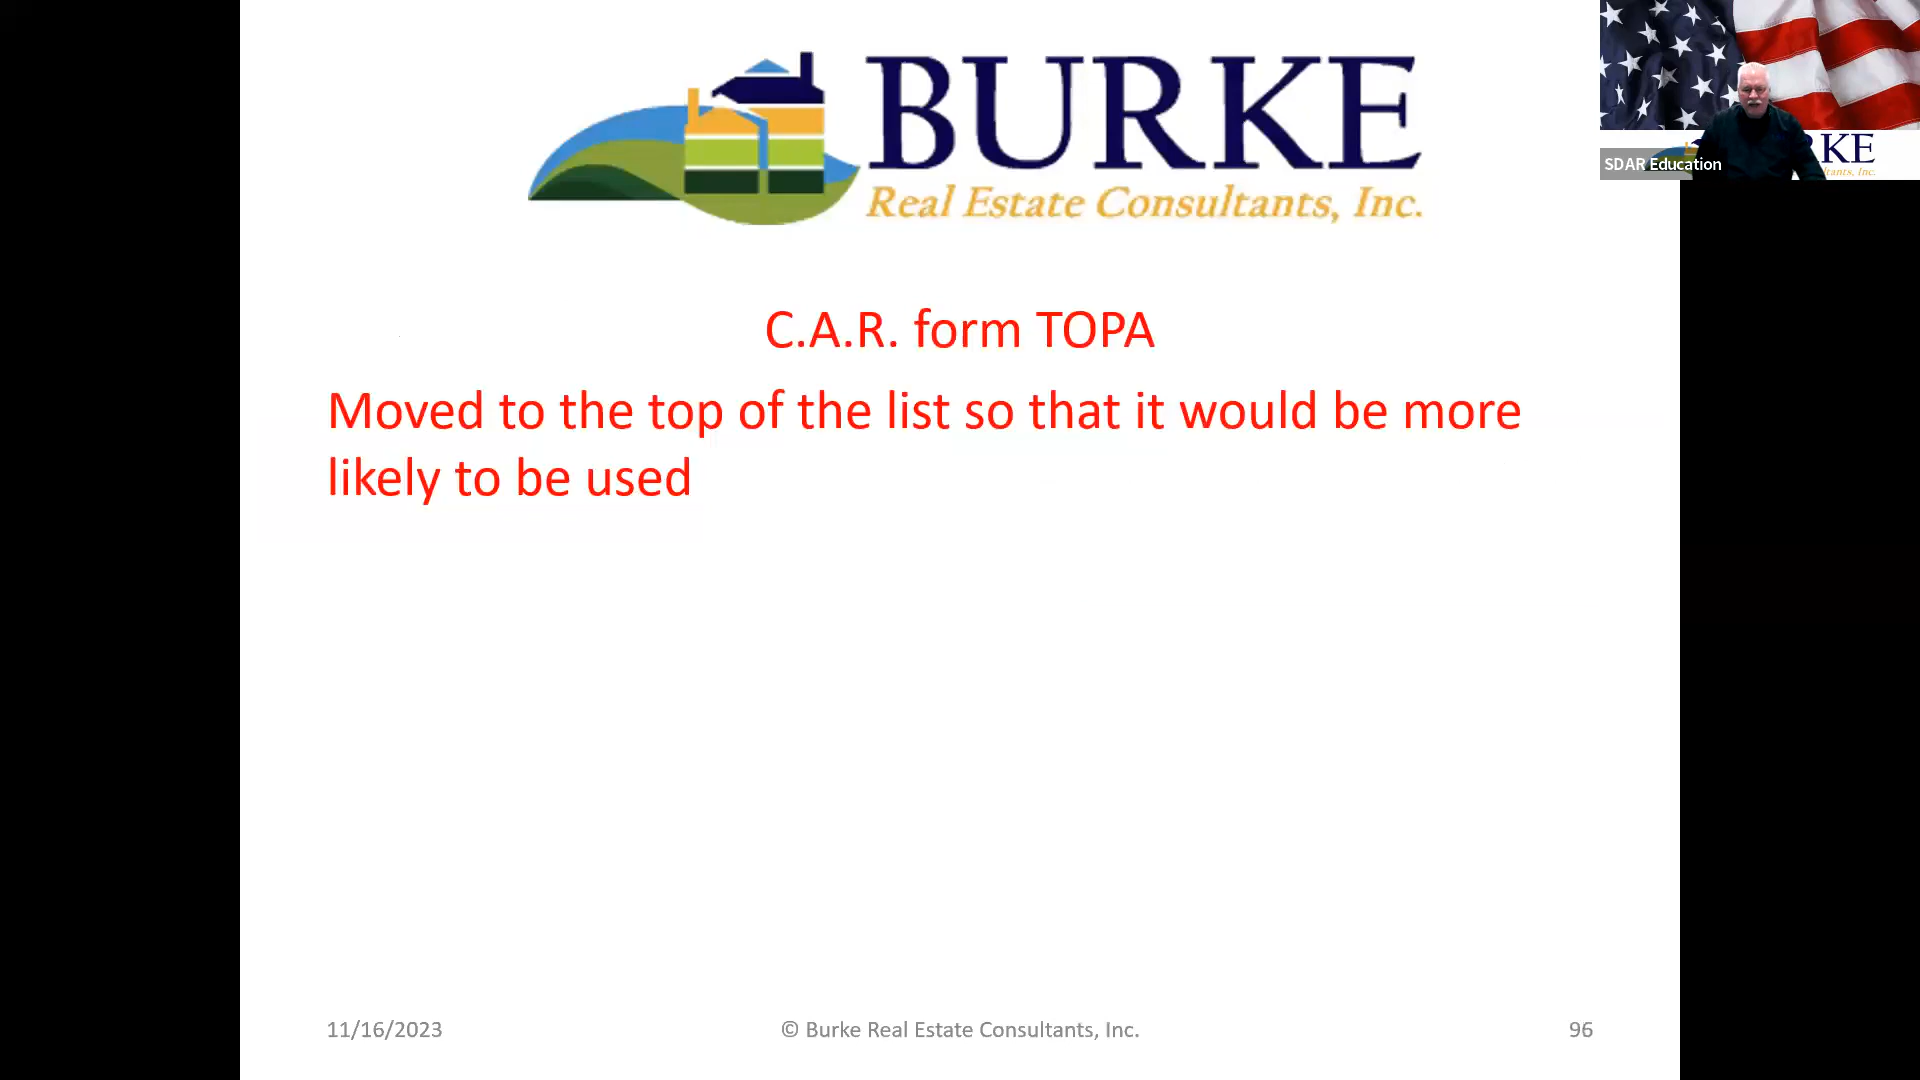 BURKE
Real Estate Consultants, Inc.
SDAR Education
KE
C.A.R. form TOPA
Moved to the top of the list so that it would be more
likely to be used
11/16/2023
© Burke Real Estate Consultants, Inc.
96